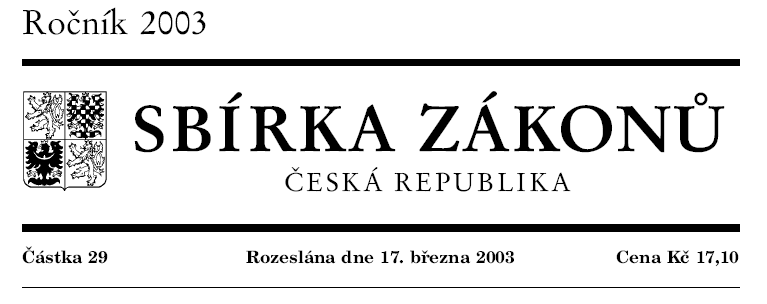 Ročník 2003
SBÍRKA ZÁKONŮ
ČESKÁ REPUBLIKA
Částka 29 Rozeslána dne 17. března 2003 Cena Kč 17,10